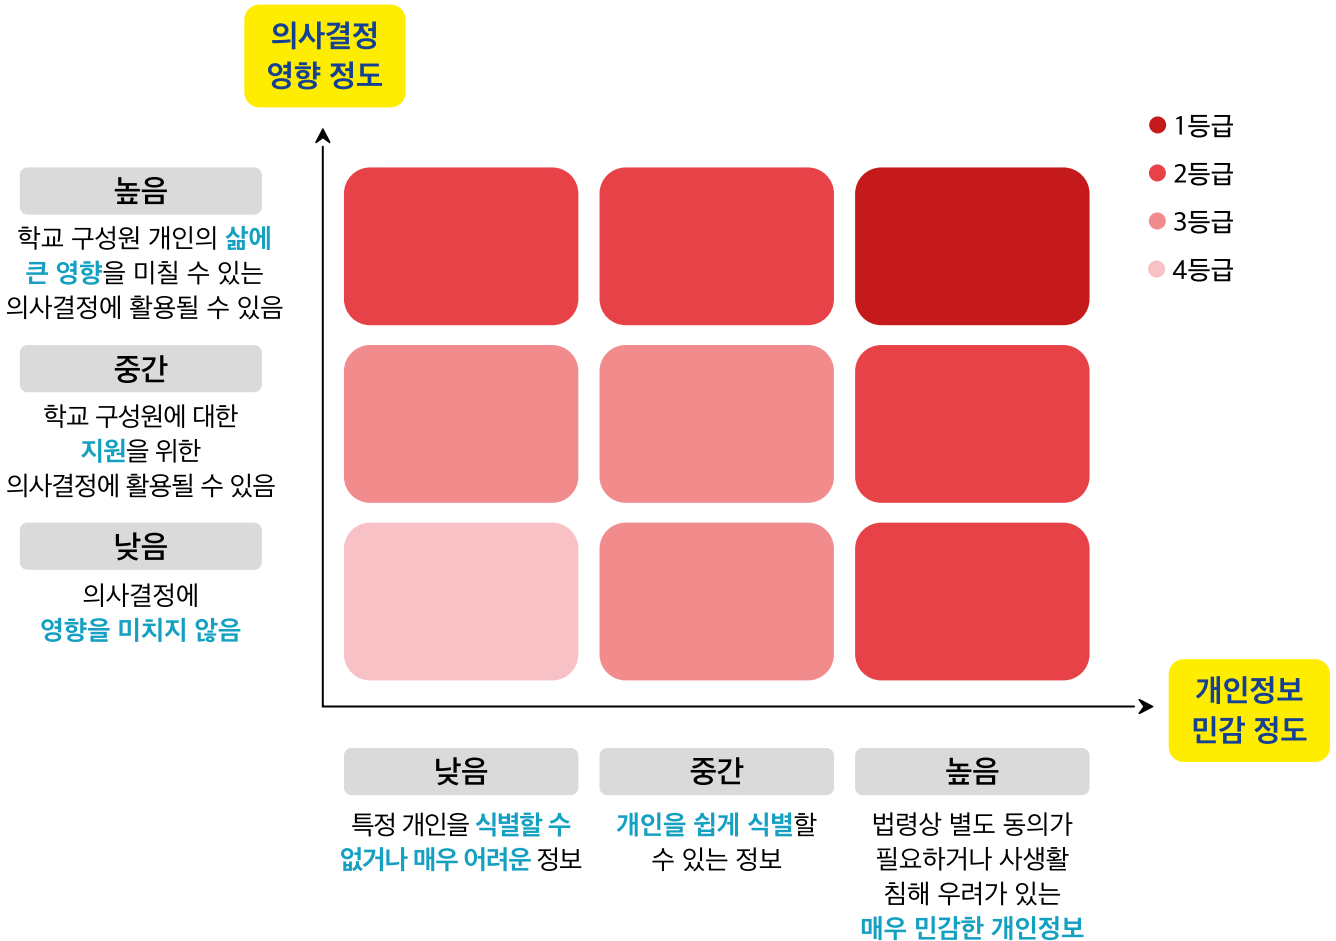 의사결정
영향 정도
1등급
2등급
3등급
4등급
높음
학교 구성원 개인의 삶에
큰 영향을 미칠 수 있는
의사결정에 활용될 수 있음
중간
학교 구성원에 대한
지원을 위한
의사결정에 활용될 수 있음
낮음
의사결정에
영향을 미치지 않음
개인정보
민감 정도
낮음
특정 개인을 식별할 수
없거나 매우 어려운 정보
중간
개인을 쉽게 식별할
수 있는 정보
높음
법령상 별도 동의가
필요하거나 사생활
침해 우려가 있는
매우 민감한 개인정보